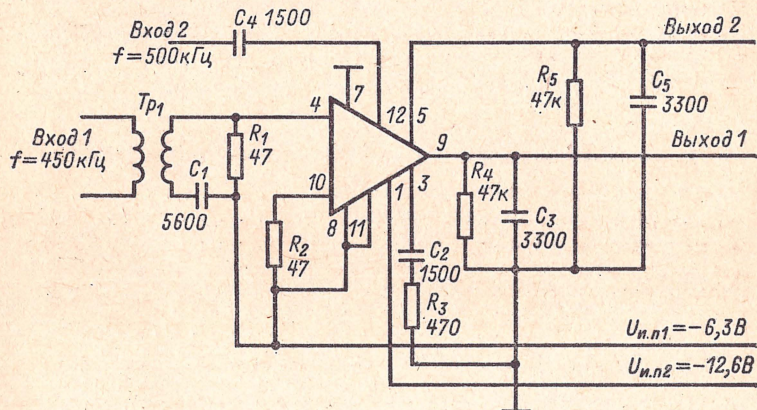 C4 1500
Вход 2
f=500кГц
Выход 2
Тр1
7
4
12
5
R5
47к
C5
3300
Вход 1
f=450кГц
R1
47
9
Выход 1
C1
5600
10
1
3
R4
47к
8
11
C3
3300
R2
47
C2
1500
R3
470
Uи.п1=−6,3В
Uи.п2=−12,6В